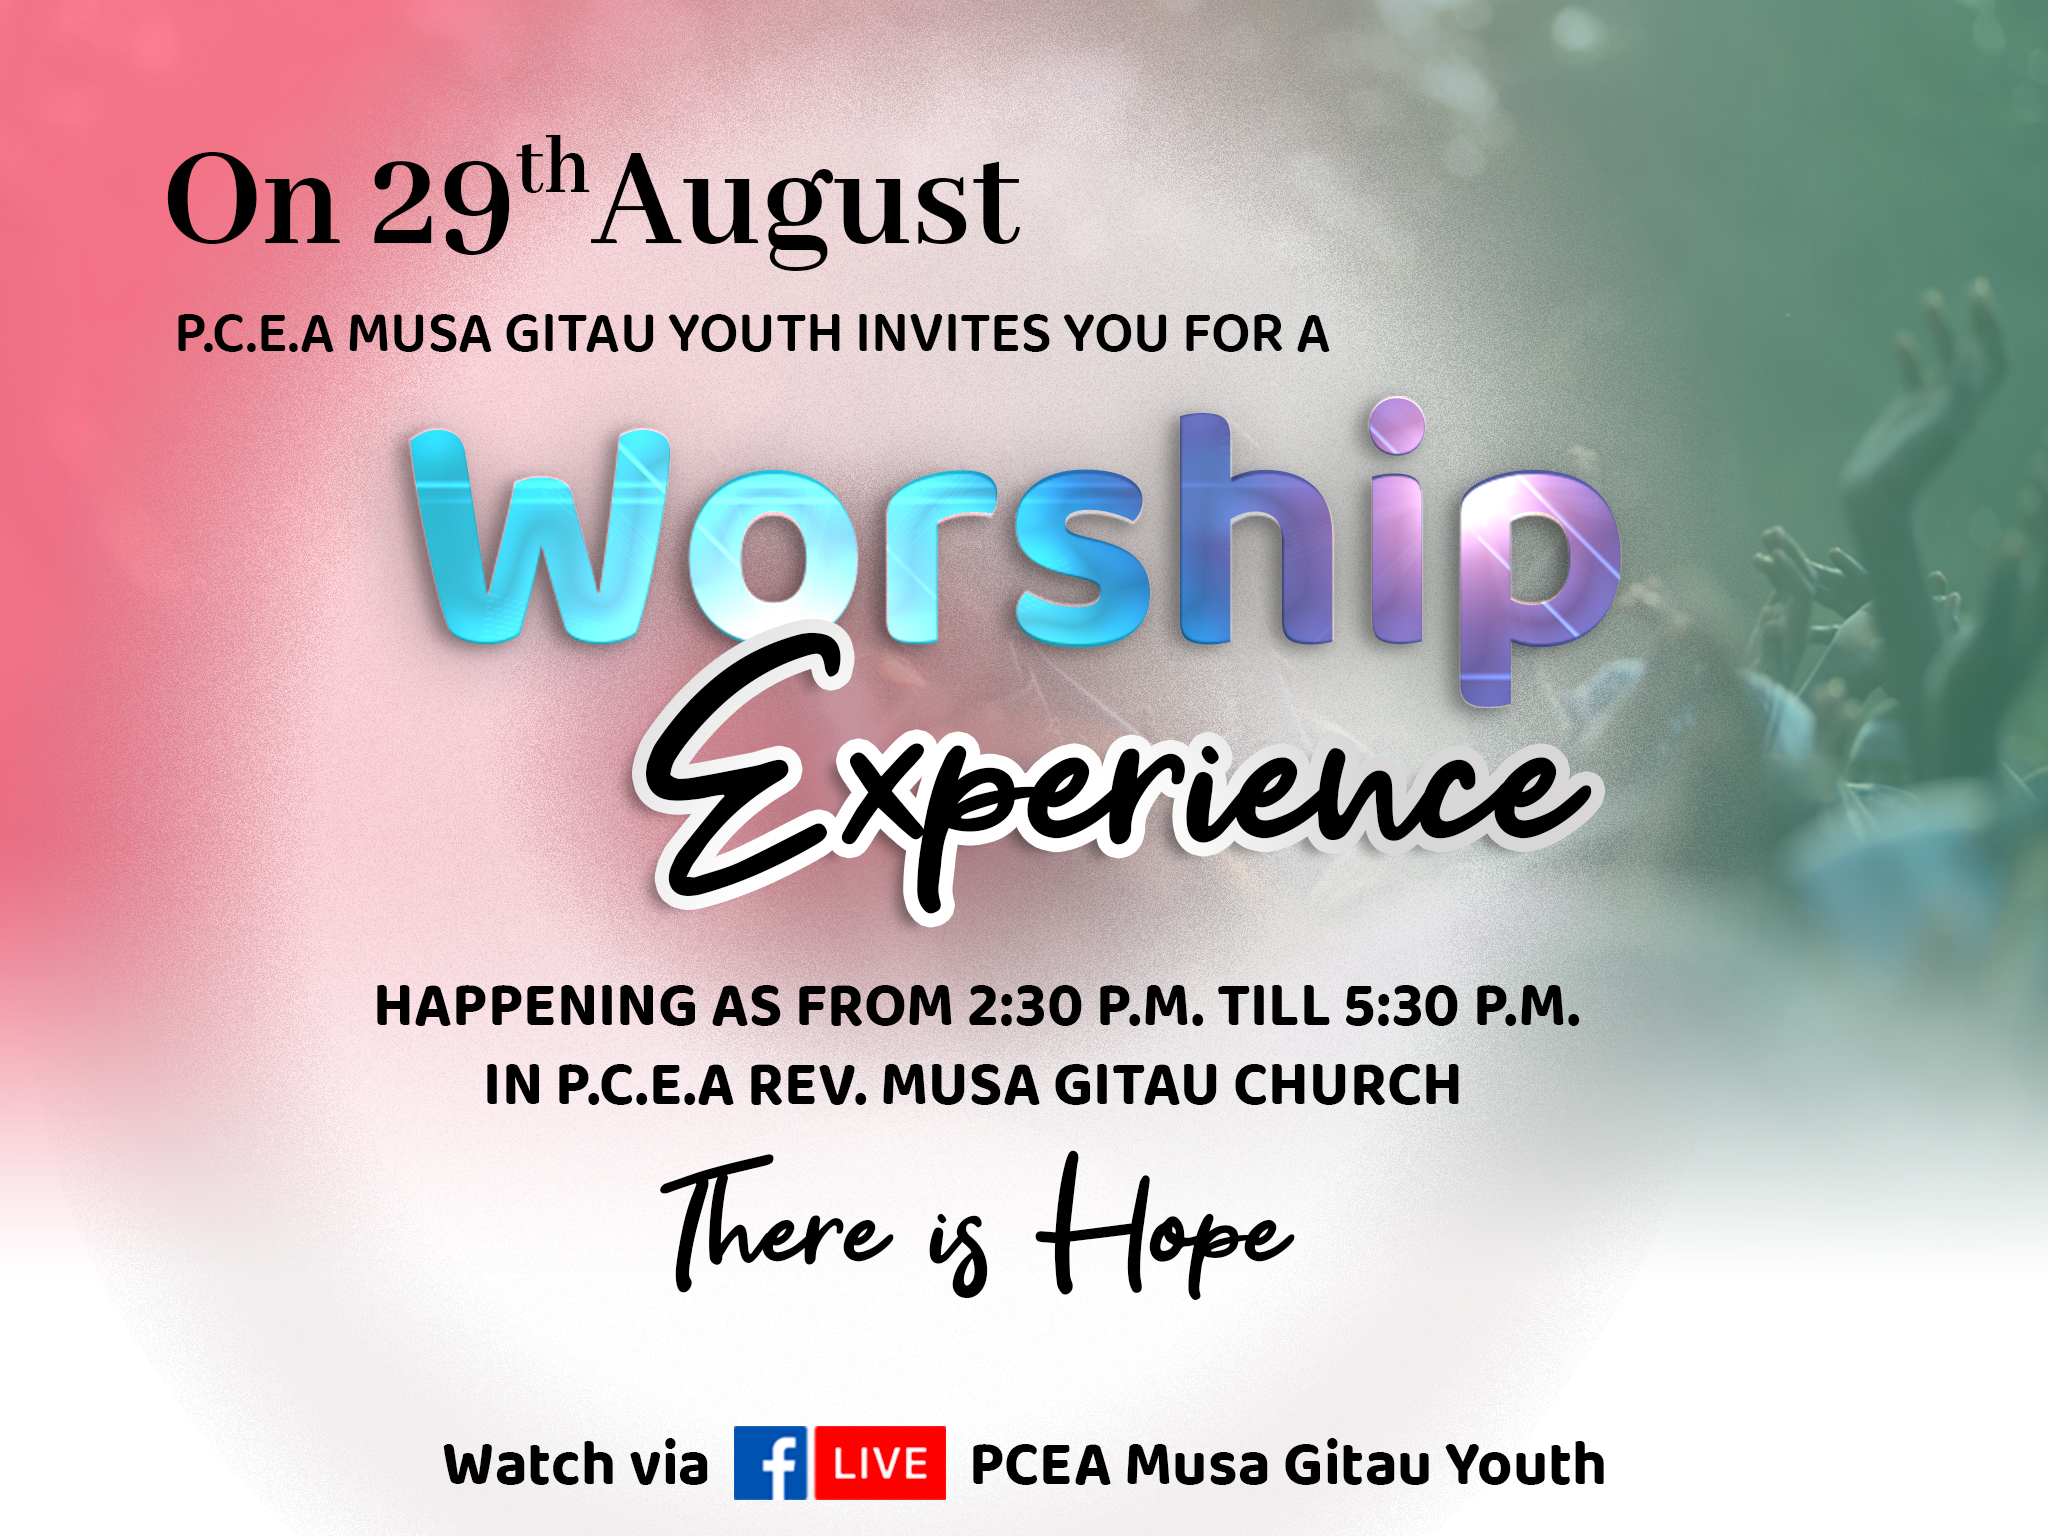 On 29th August
P.C.E.A MUSA GITAU YOUTH INVITES YOU FOR A
Worship
Experience
HAPPENING AS FROM 2:30 P.M. TILL 5:30 P.M.
IN P.C.E.A REV. MUSA GITAU CHURCH
There is Hope
Watch via f LIVE PCEA Musa Gitau Youth